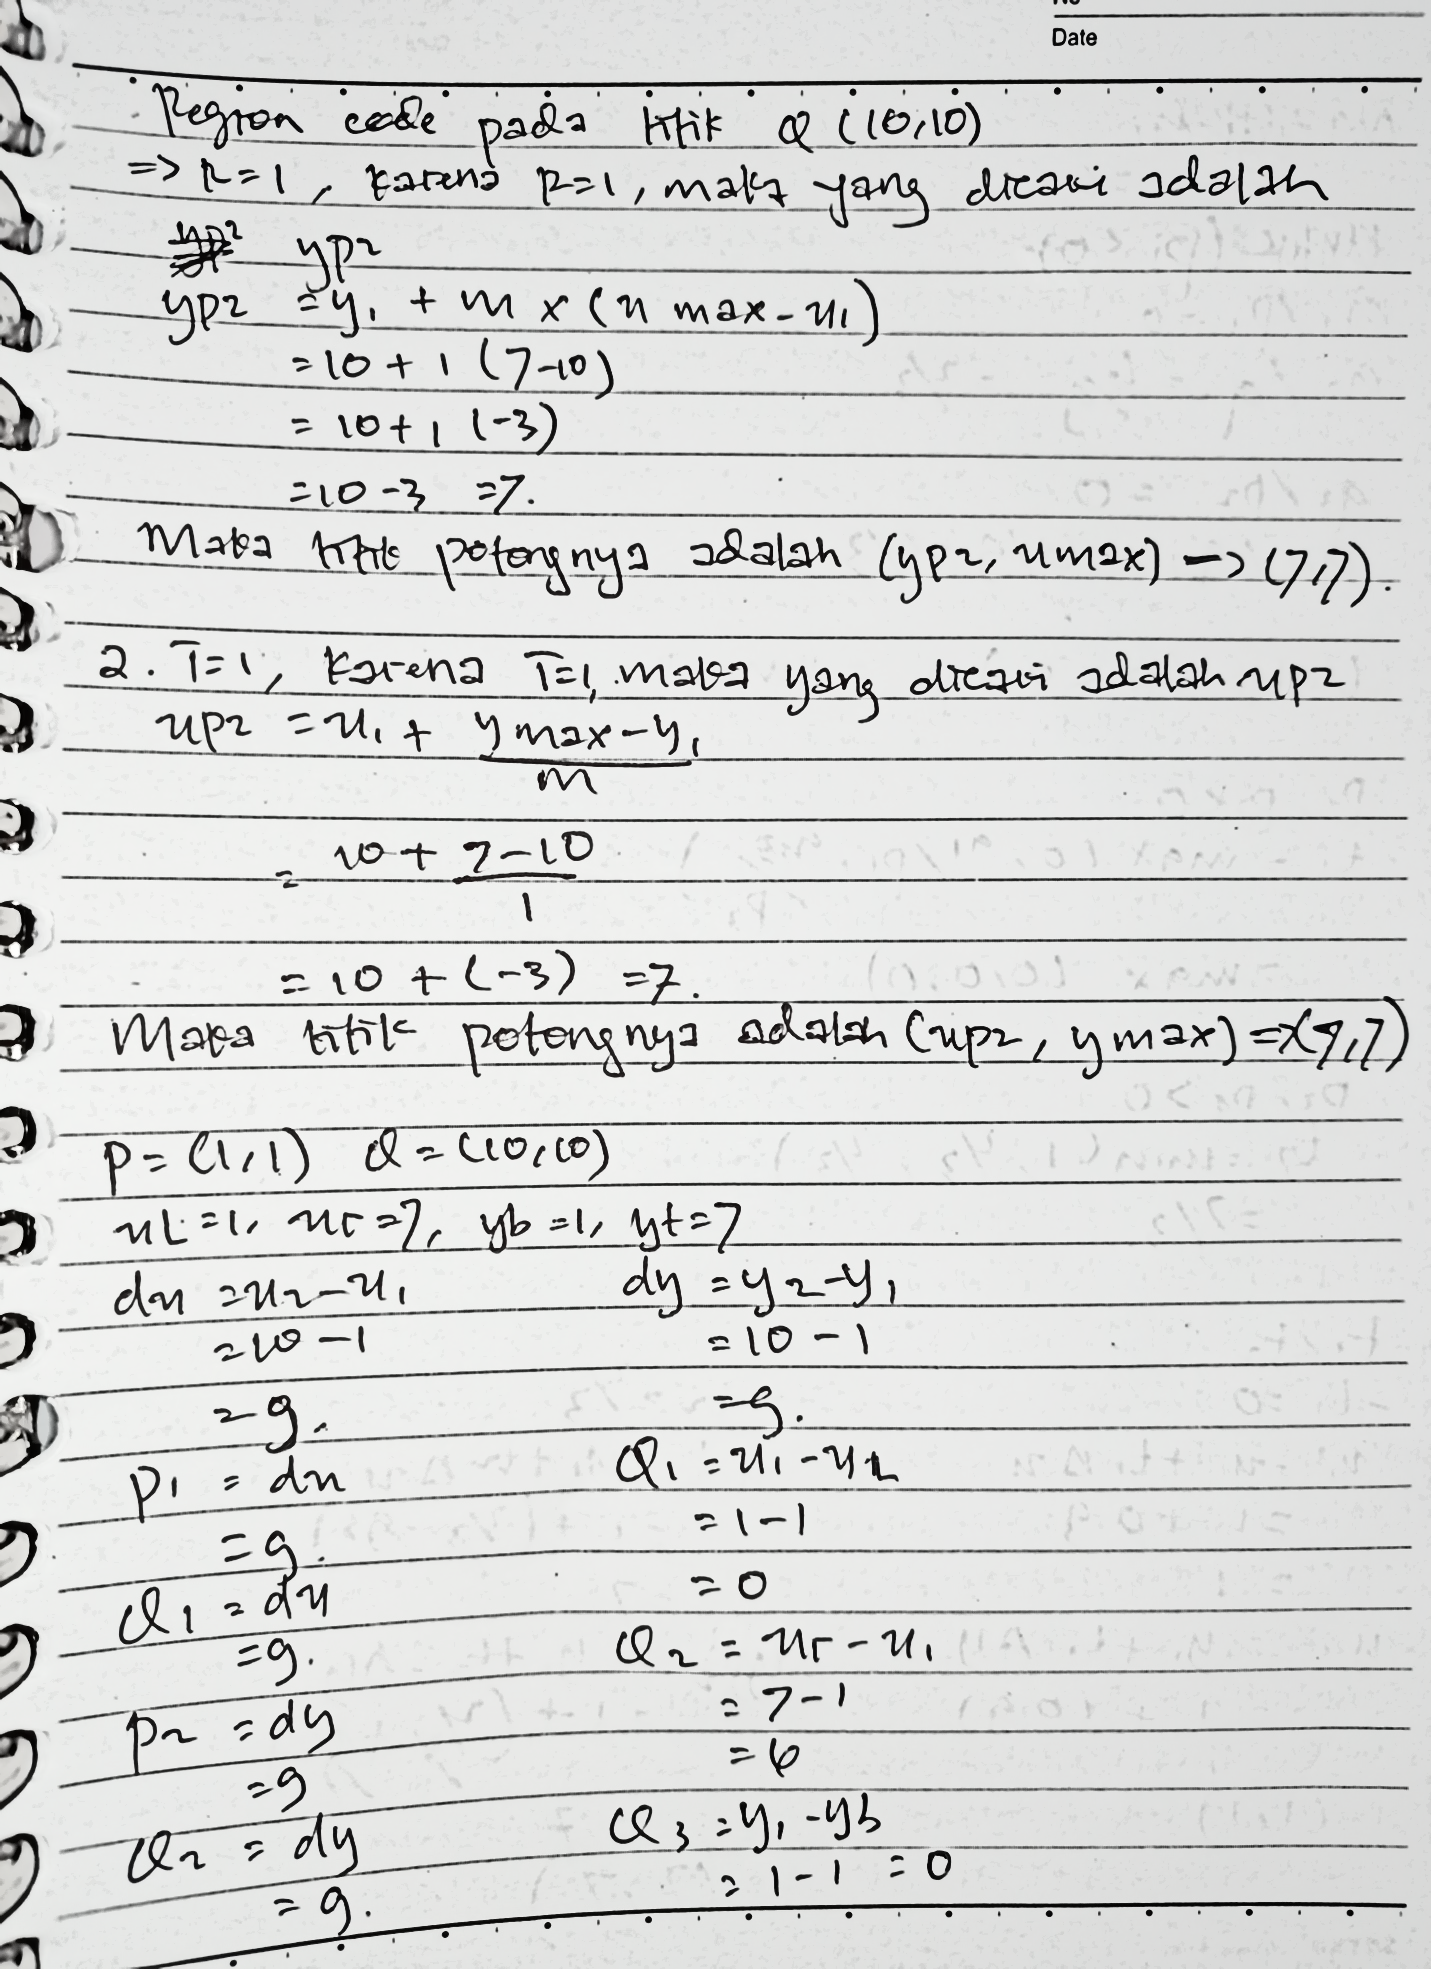 No
Date
Region code pada titik Q (10,10)
=> R=1, karena R=1, maka yang dicari adalah
yp2
yp2 = y1 + m x (x max - x1)
= 10 + 1 (7-10)
= 10 + 1 (-3)
= 10 - 3 = 7.
Maka titik potongnya adalah (yp2, xmax) -> (7,7).
2. T=1, karena T=1, maka yang dicari adalah xp2
xp2 = x1 + y max - y1
m
= 10 + 7-10
1
= 10 + (-3) = 7.
Maka titik potongnya adalah (xp2, y max) = (7,7)
P = (1,1) Q = (10,10)
xL = 1, xr = 7, yb = 1, yt = 7
dx = x2 - x1 dy = y2 - y1
= 10 - 1 = 10 - 1
= 9. = 9.
P1 = dx Q1 = x1 - xL
= 9. = 1 - 1
Q1 = dx = 0
= 9. Q2 = xr - x1
P2 = dy = 7 - 1
= 9 = 6
Q2 = dy Q3 = y1 - yb
= 9. = 1 - 1 = 0